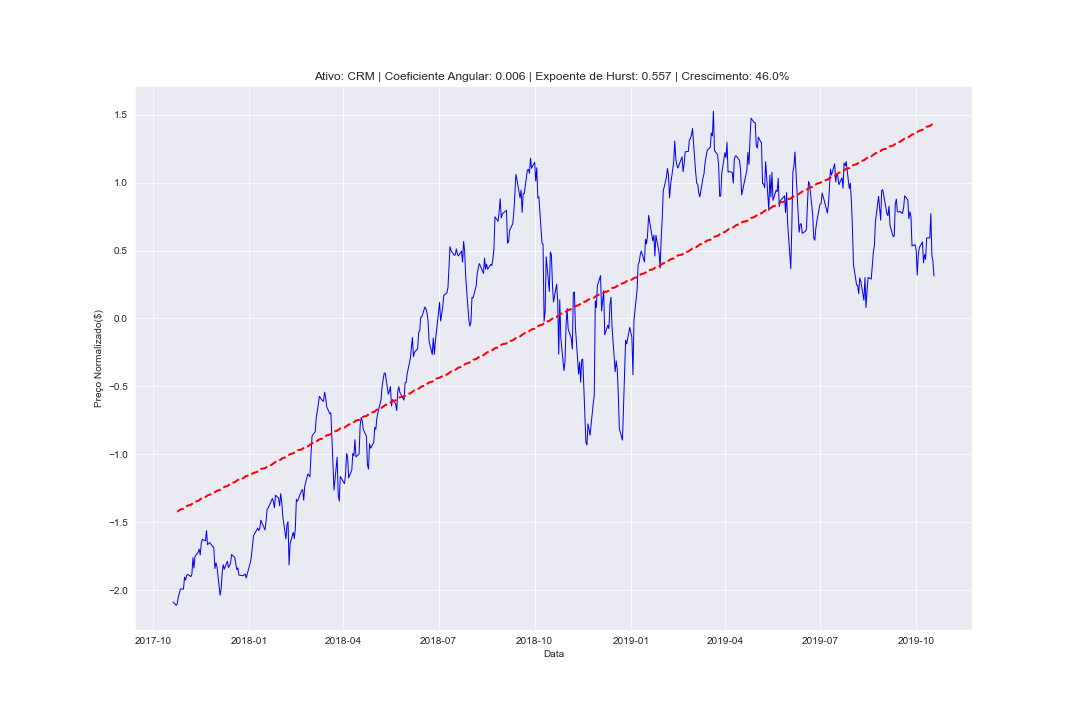 Ativo: CRM | Coeficiente Angular: 0.006 | Expoente de Hurst: 0.557 | Crescimento: 46.0%
1.5
1.0
0.5
0.0
−0.5
−1.0
−1.5
−2.0
Preço Normalizado($)
2017-10 2018-01 2018-04 2018-07 2018-10 2019-01 2019-04 2019-07 2019-10
Data